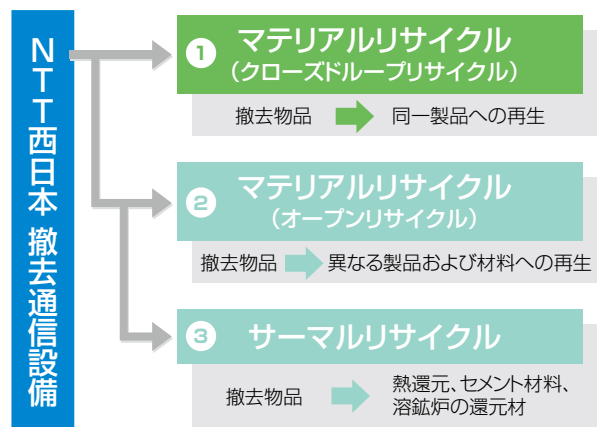 NTT西日本 撤去通信設備
1 マテリアルリサイクル
（クローズドループリサイクル）
撤去物品 同一製品への再生
2 マテリアルリサイクル
（オープンリサイクル）
撤去物品 異なる製品および材料への再生
3 サーマルリサイクル
撤去物品 熱還元、セメント材料、
溶鉱炉の還元材